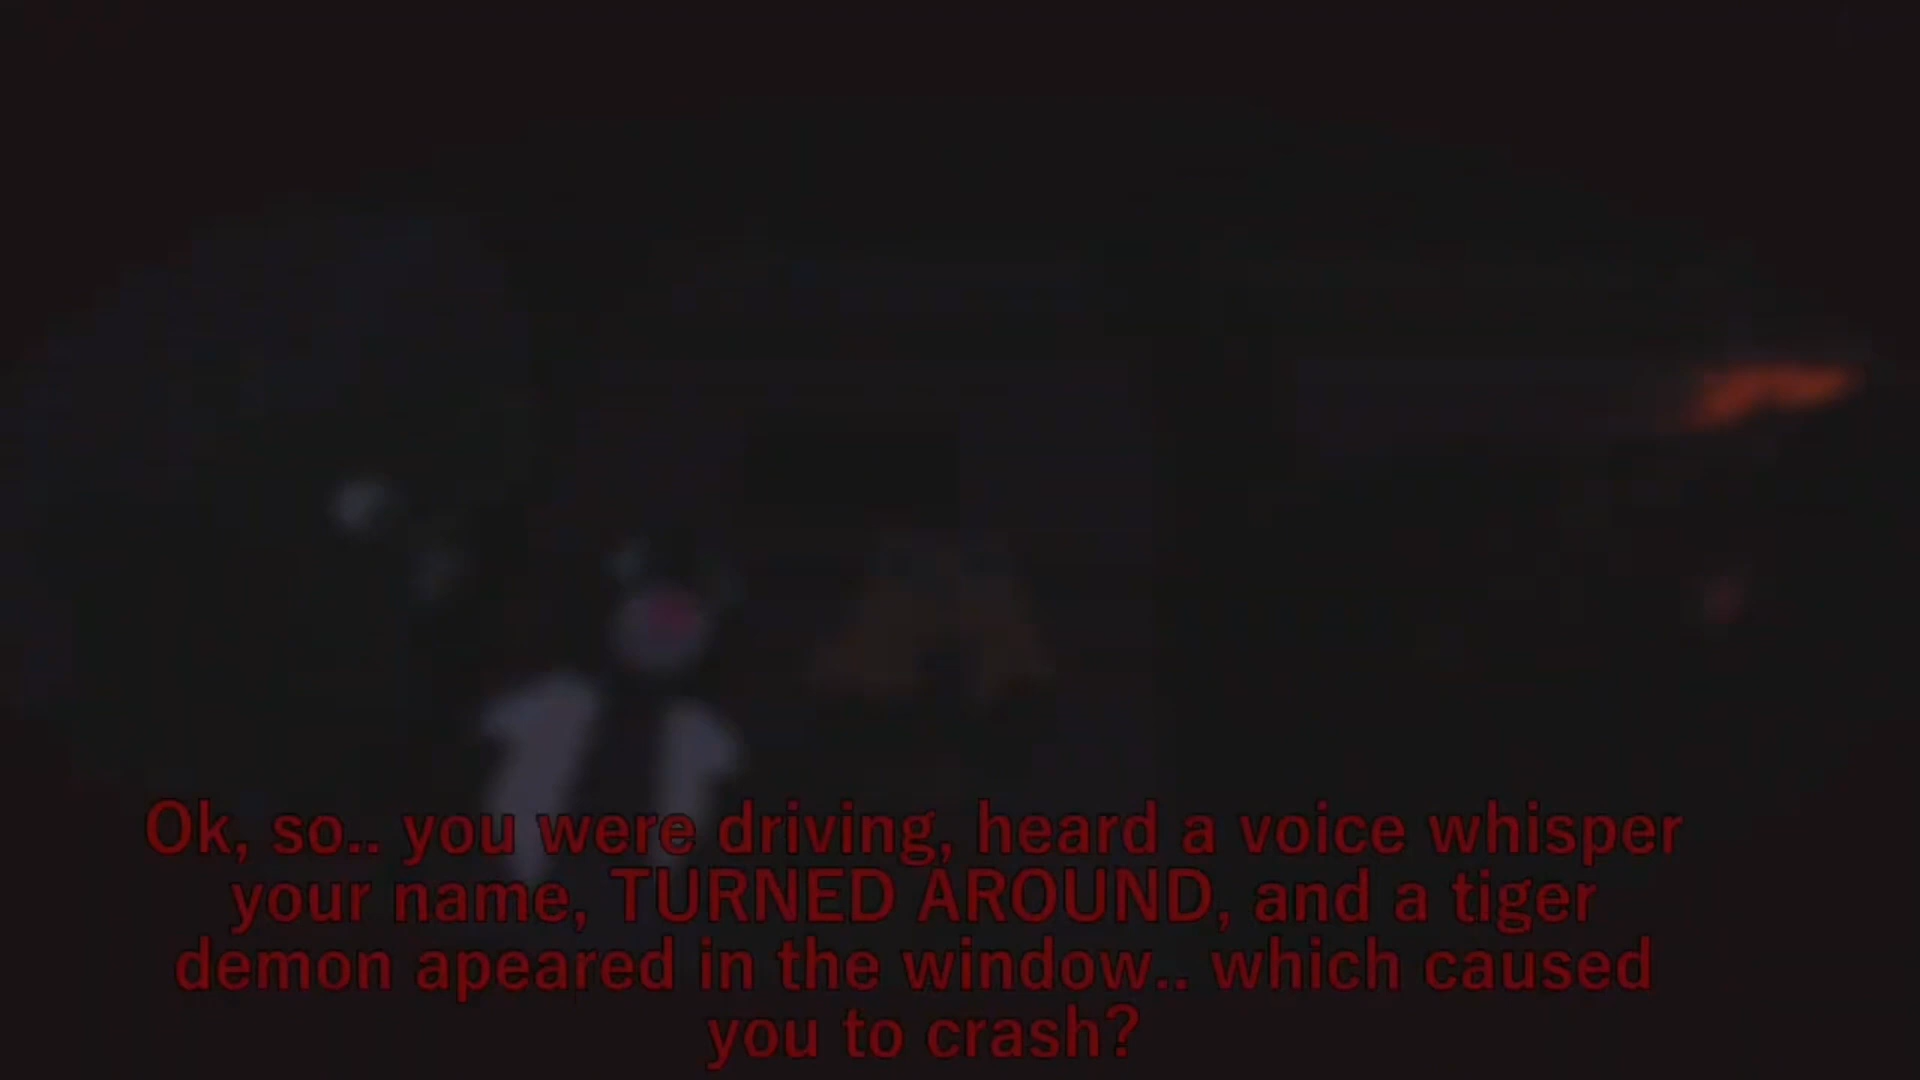 Ok, so.. you were driving, heard a voice whisper
your name, TURNED AROUND, and a tiger
demon apeared in the window.. which caused
you to crash?